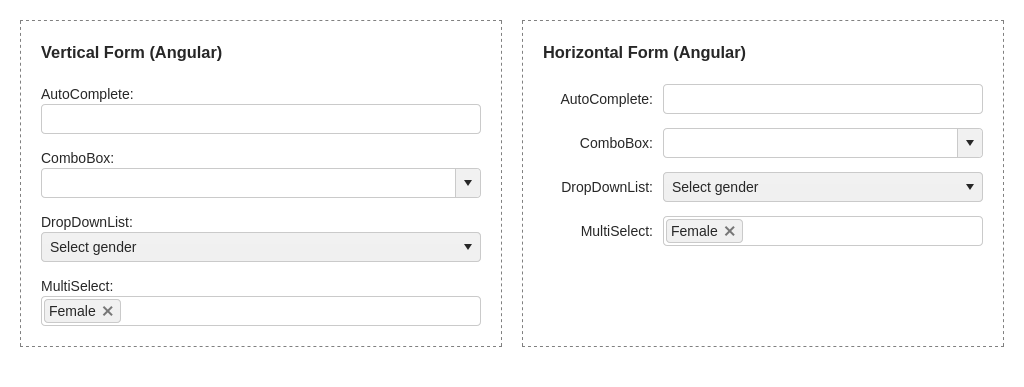 Vertical Form (Angular)
AutoComplete:
ComboBox:
DropDownList:
Select gender
MultiSelect:
Female
Horizontal Form (Angular)
AutoComplete:
ComboBox:
DropDownList: Select gender
MultiSelect: Female